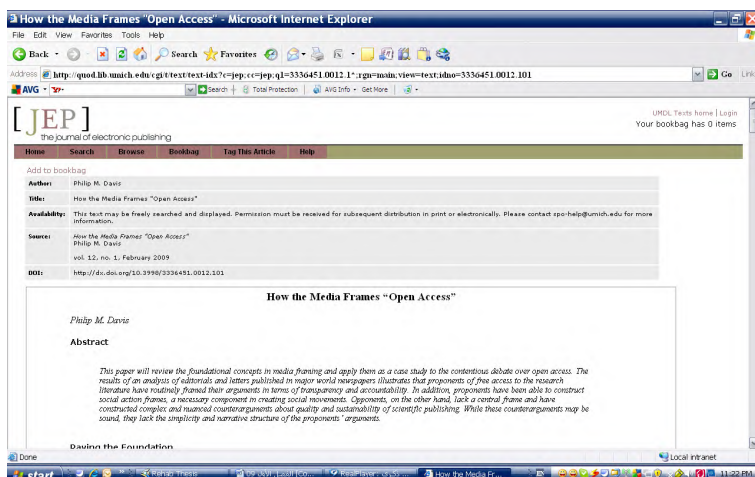 How the Media Frames "Open Access" - Microsoft Internet Explorer
File Edit View Favorites Tools Help
Back Search Favorites
Address http://quod.lib.umich.edu/cgi/t/text/text-idx?c=jep;cc=jep;q1=3336451.0012.1*;rgn=main;view=text;idno=3336451.0012.101 Go Link
AVG Search Total Protection AVG Info Get More
[JEP]
the journal of electronic publishing
UMDL Texts home | Login
Your bookbag has 0 items
Home Search Browse Bookbag Tag This Article Help
Add to bookbag
Author: Philip M. Davis
Title: How the Media Frames "Open Access"
Availability: This text may be freely searched and displayed. Permission must be received for subsequent distribution in print or electronically. Please contact spo-help@umich.edu for more
information.
Source: How the Media Frames "Open Access"
Philip M. Davis
vol. 12, no. 1, February 2009
DOI: http://dx.doi.org/10.3998/3336451.0012.101
How the Media Frames “Open Access”
Philip M. Davis
Abstract
This paper will review the foundational concepts in media framing and apply them as a case study to the contentious debate over open access. The
results of an analysis of editorials and letters published in major world newspapers illustrates that proponents of free access to the research
literature have routinely framed their arguments in terms of transparency and accountability. In addition, proponents have been able to construct
social action frames, a necessary component in creating social movements. Opponents, on the other hand, lack a central frame and have
constructed complex and nuanced counterarguments about quality and sustainability of scientific publishing. While these counterarguments may be
sound, they lack the simplicity and narrative structure of the proponents' arguments.
Paving the Foundation
Done Local intranet
start Rehab Thesis RealPlayer: How the Media Fr... 11:22 PM